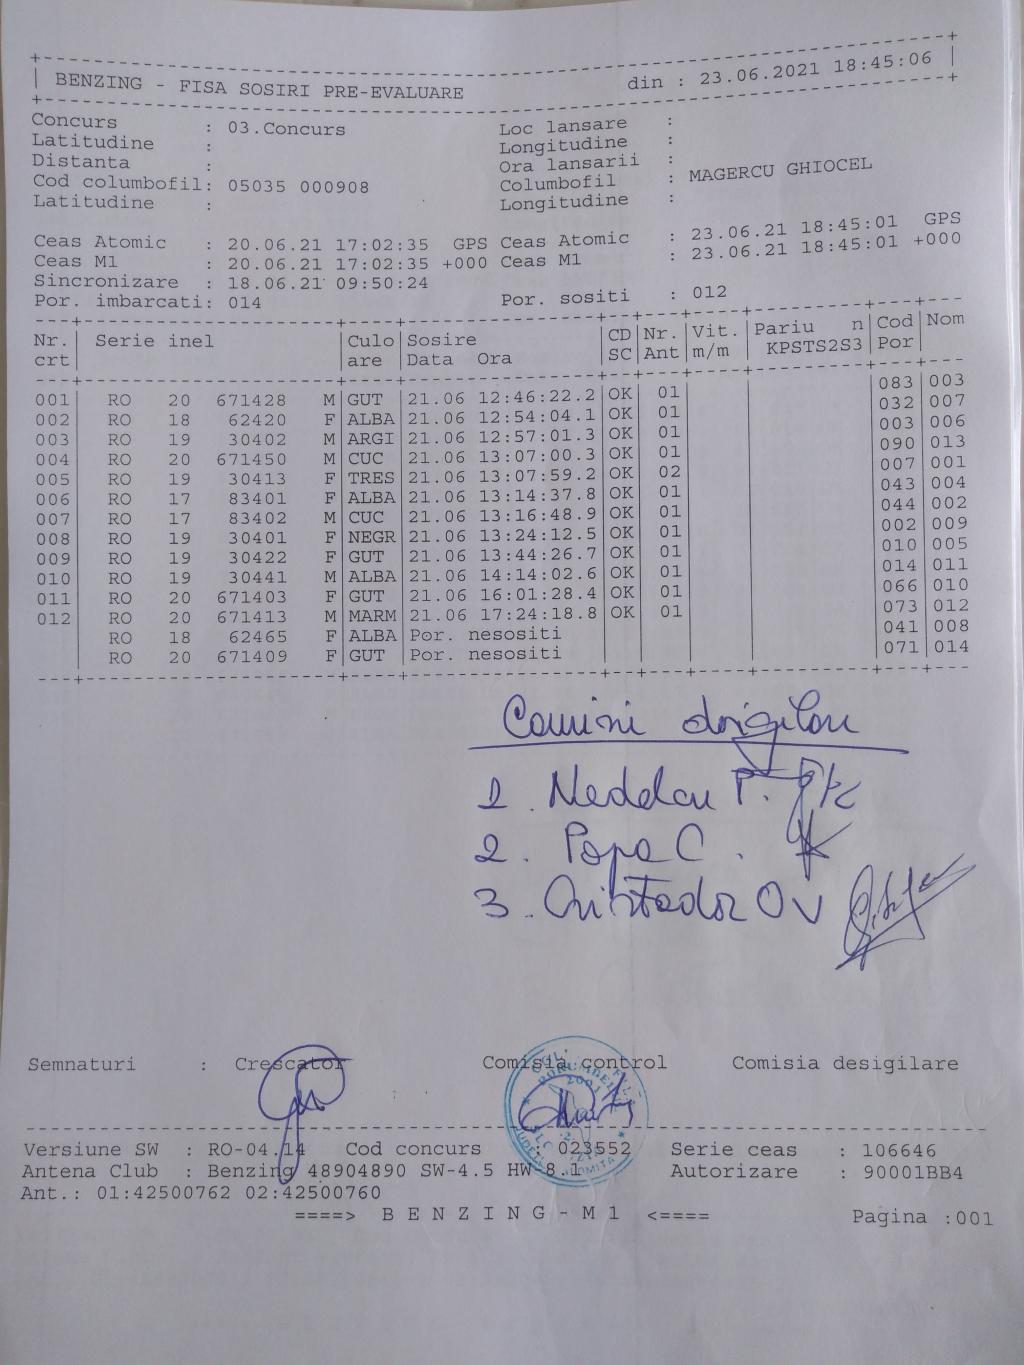 BENZING - FISA SOSIRI PRE-EVALUARE din : 23.06.2021 18:45:06
Concurs : 03.Concurs Loc lansare :
Latitudine : Longitudine :
Distanta : Ora lansarii :
Cod columbofil: 05035 000908 Columbofil : MAGERCU GHIOCEL
Latitudine : Longitudine :
Ceas Atomic : 20.06.21 17:02:35 GPS Ceas Atomic : 23.06.21 18:45:01 GPS
Ceas M1 : 20.06.21 17:02:35 +000 Ceas M1 : 23.06.21 18:45:01 +000
Sincronizare : 18.06.21 09:50:24
Por. imbarcati: 014 Por. sositi : 012
Nr. Serie inel Culo Sosire CD Nr. Vit. Pariu n Cod Nom
crt are Data Ora SC Ant m/m KPSTS2S3 Por
001 RO 20 671428 M GUT 21.06 12:46:22.2 OK 01 083 003
002 RO 18 62420 F ALBA 21.06 12:54:04.1 OK 01 032 007
003 RO 19 30402 M ARGI 21.06 12:57:01.3 OK 01 003 006
004 RO 20 671450 M CUC 21.06 13:07:00.3 OK 01 090 013
005 RO 19 30413 F TRES 21.06 13:07:59.2 OK 02 007 001
006 RO 17 83401 F ALBA 21.06 13:14:37.8 OK 01 043 004
007 RO 17 83402 M CUC 21.06 13:16:48.9 OK 01 044 002
008 RO 19 30401 F NEGR 21.06 13:24:12.5 OK 01 002 009
009 RO 19 30422 F GUT 21.06 13:44:26.7 OK 01 010 005
010 RO 19 30441 M ALBA 21.06 14:14:02.6 OK 01 014 011
011 RO 20 671403 F GUT 21.06 16:01:28.4 OK 01 066 010
012 RO 20 671413 M MARM 21.06 17:24:18.8 OK 01 073 012
RO 18 62465 F ALBA Por. nesositi 041 008
RO 20 671409 F GUT Por. nesositi 071 014
1. Nedelcu P.
2. Popa C.
3. Cristador OV
Semnaturi : Crescator Comisia control Comisia desigilare
Versiune SW : RO-04.14 Cod concurs : 023552 Serie ceas : 106646
Antena Club : Benzing 48904890 SW-4.5 HW-8.1 Autorizare : 90001BB4
Ant.: 01:42500762 02:42500760
====> B E N Z I N G - M 1 <==== Pagina :001